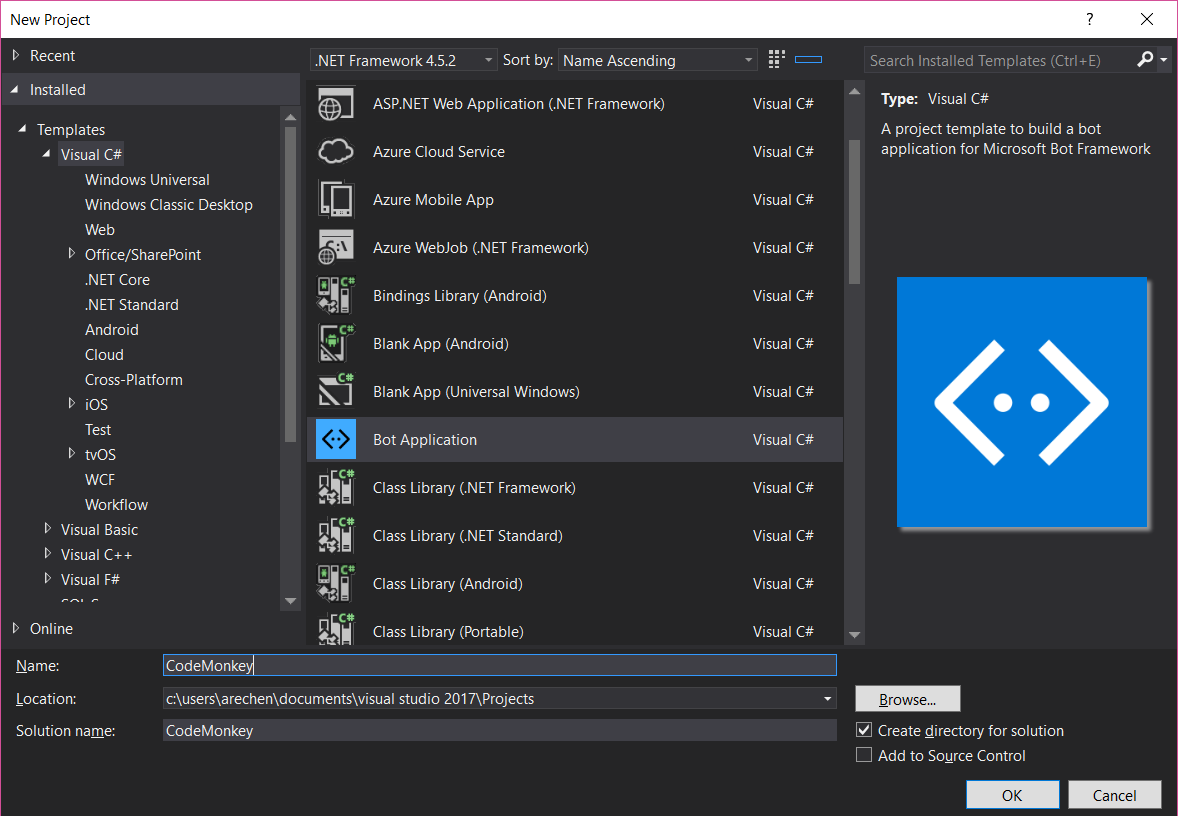 New Project
?
Recent
.NET Framework 4.5.2
Sort by:
Name Ascending
Search Installed Templates (Ctrl+E)
Installed
Templates
Visual C#
Windows Universal
Windows Classic Desktop
Web
Office/SharePoint
.NET Core
.NET Standard
Android
Cloud
Cross-Platform
iOS
Test
tvOS
WCF
Workflow
Visual Basic
Visual C++
Visual F#
Online
ASP.NET Web Application (.NET Framework) Visual C#
Azure Cloud Service Visual C#
Azure Mobile App Visual C#
Azure WebJob (.NET Framework) Visual C#
Bindings Library (Android) Visual C#
Blank App (Android) Visual C#
Blank App (Universal Windows) Visual C#
Bot Application Visual C#
Class Library (.NET Framework) Visual C#
Class Library (.NET Standard) Visual C#
Class Library (Android) Visual C#
Class Library (Portable) Visual C#
Type: Visual C#
A project template to build a bot
application for Microsoft Bot Framework
Name: CodeMonkey
Location: c:\users\arechen\documents\visual studio 2017\Projects
Browse...
Solution name: CodeMonkey
Create directory for solution
Add to Source Control
OK
Cancel